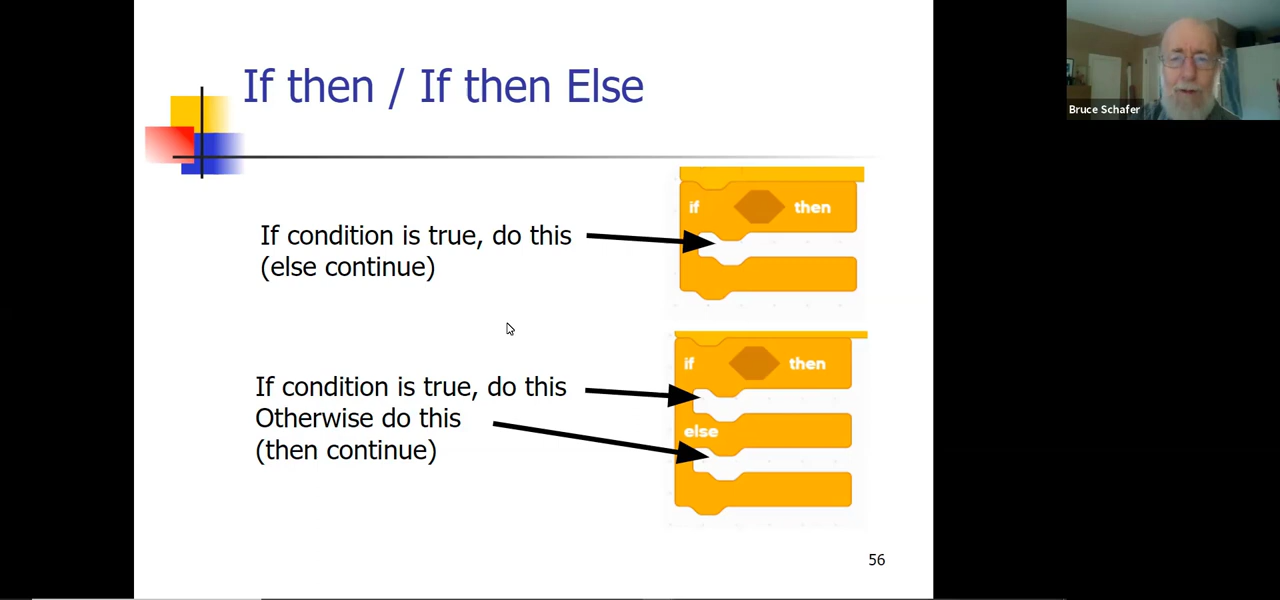 If then / If then Else
Bruce Schafer
if then
If condition is true, do this
(else continue)
if then
If condition is true, do this
Otherwise do this
else
(then continue)
56